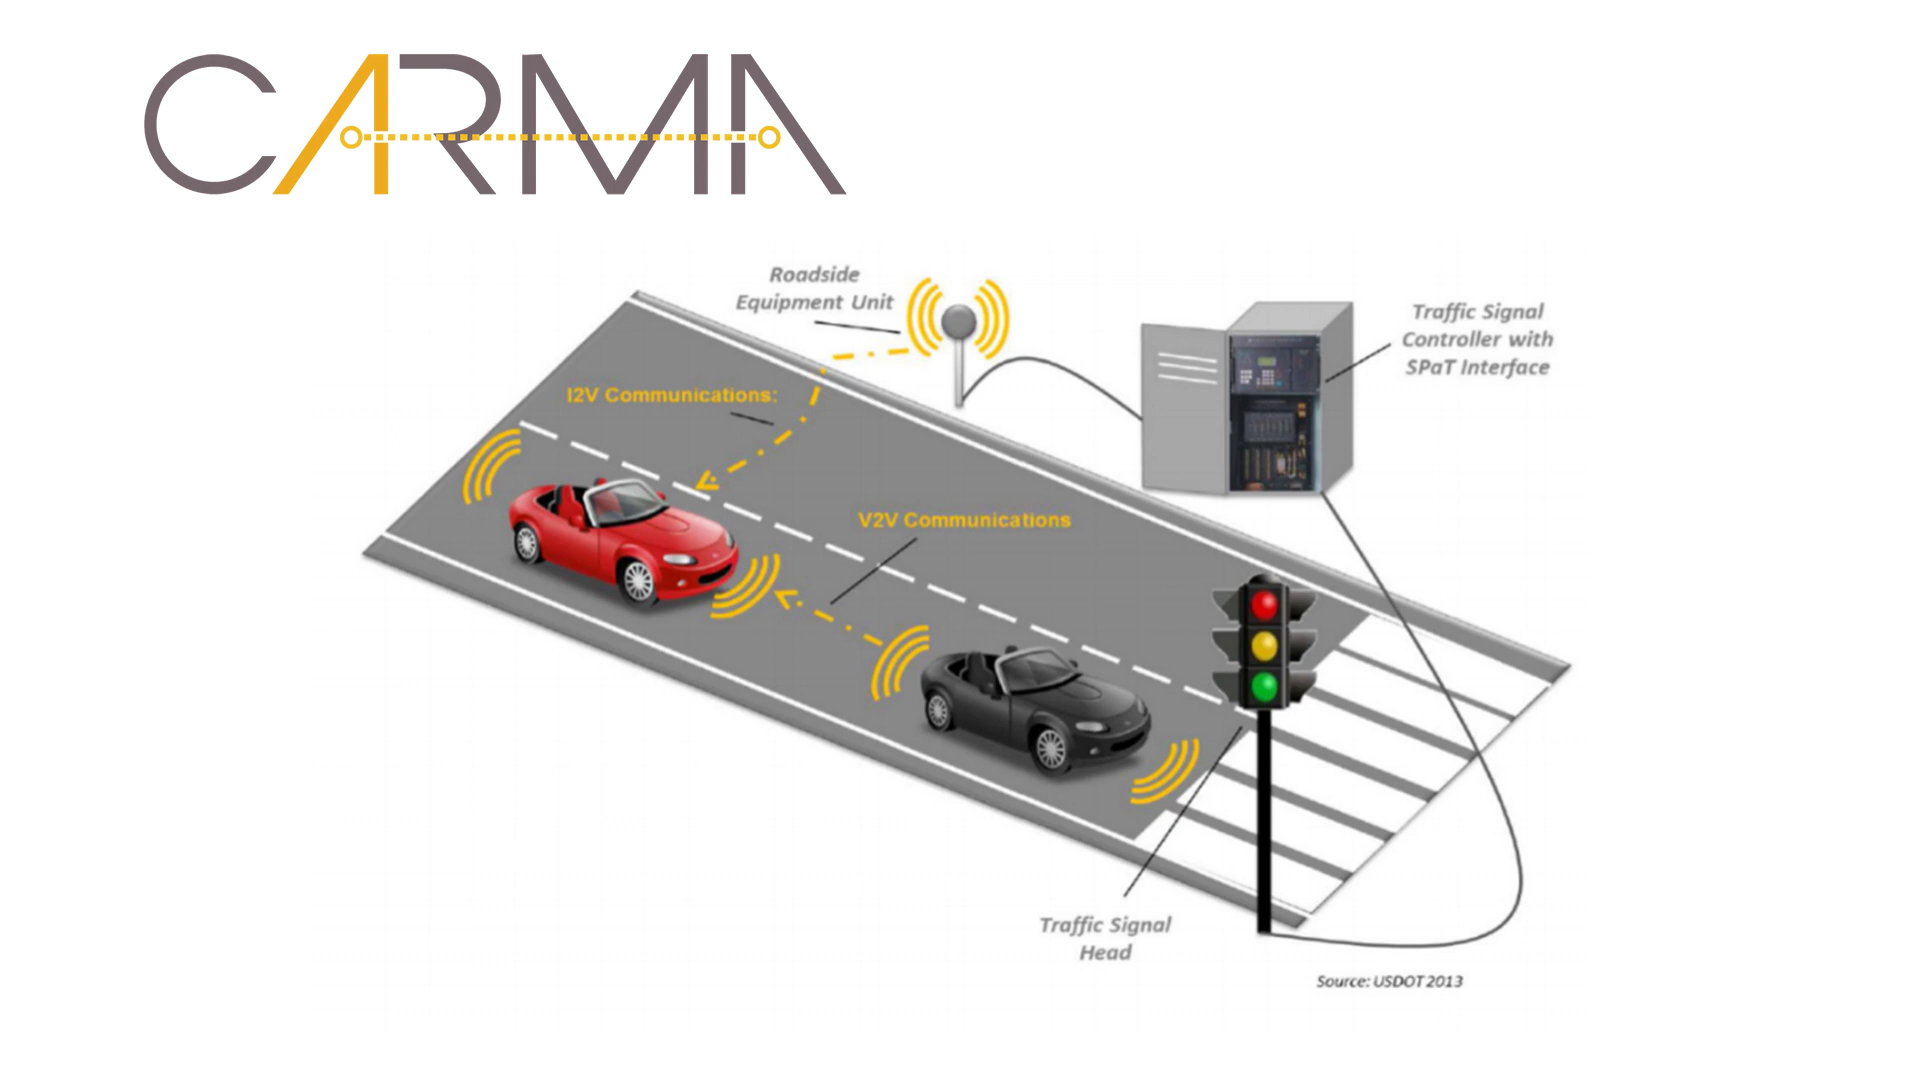 CARMA
Roadside
Equipment Unit
Traffic Signal
Controller with
SPaT Interface
I2V Communications:
V2V Communications
Traffic Signal
Head
Source: USDOT 2013